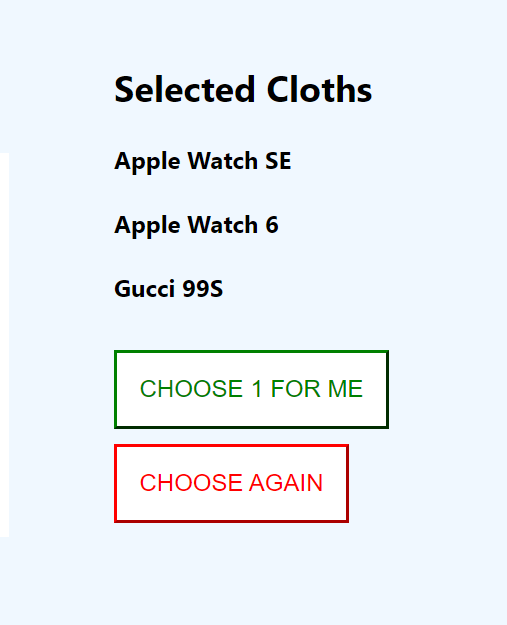 Selected Cloths
Apple Watch SE
Apple Watch 6
Gucci 99S
CHOOSE 1 FOR ME
CHOOSE AGAIN